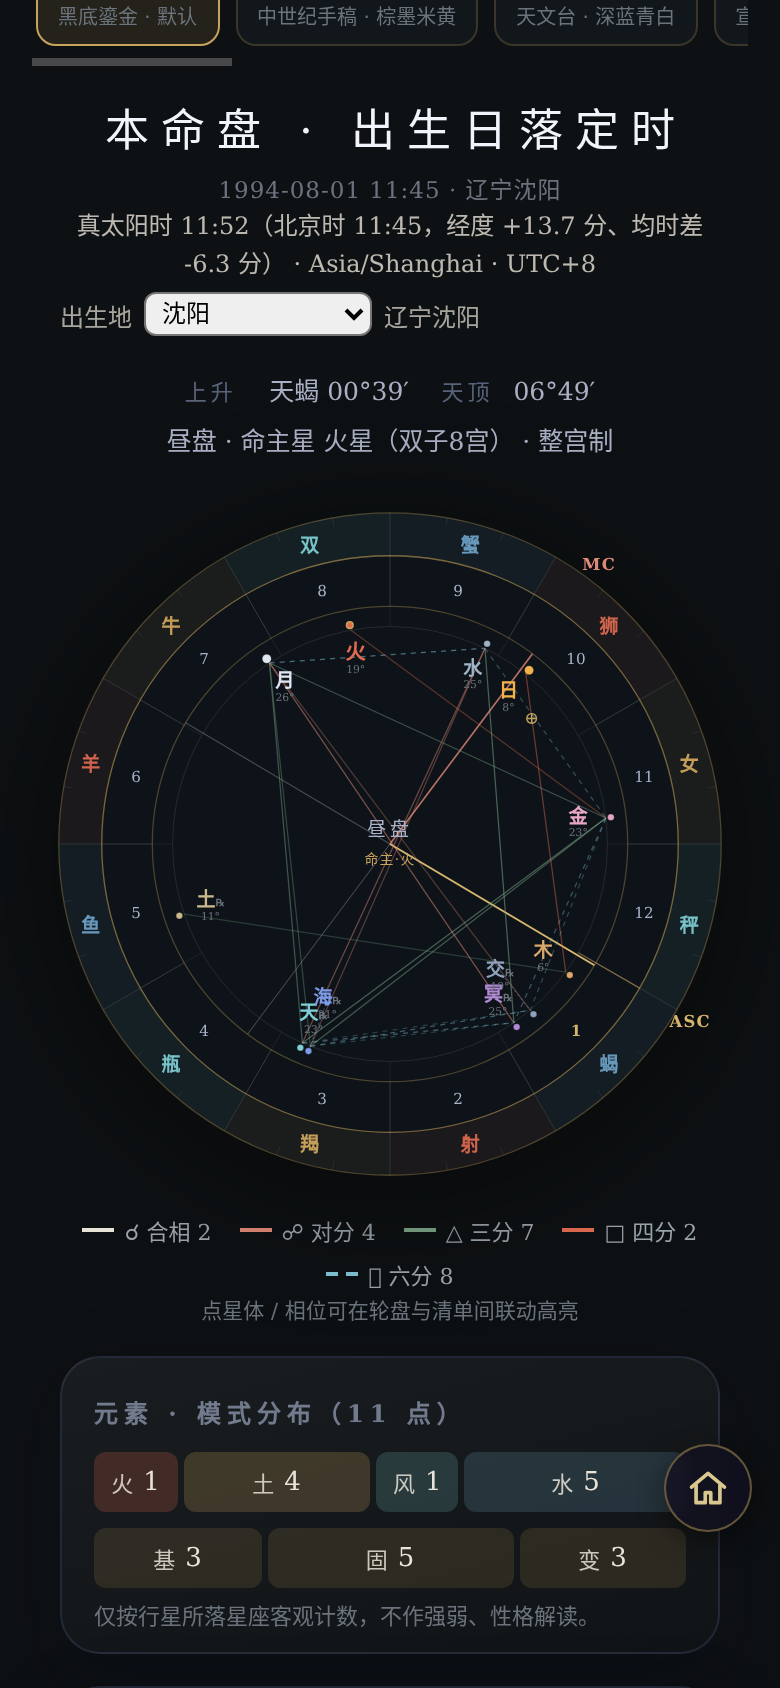 黑底鎏金 · 默认
中世纪手稿 · 棕墨米黄
天文台 · 深蓝青白
本命盘 · 出生日落定时
1994-08-01 11:45 · 辽宁沈阳
真太阳时 11:52（北京时 11:45，经度 +13.7 分、均时差
-6.3 分） · Asia/Shanghai · UTC+8
出生地 沈阳 辽宁沈阳
上升 天蝎 00°39′ 天顶 06°49′
昼盘 · 命主星 火星（双子8宫） · 整宫制
双 蟹
MC
8 9
牛 狮
火 19°
7 10
月 26°
水 25°
日 8°
⊕
羊 女
6 11
金 23°
昼盘
命主·火
土℞ 11°
鱼 秤
5 12
木 6°
交℞
冥℞ 25°
海℞
天℞ 23°
ASC
4 1
瓶 蝎
3 2
羯 射
☌ 合相 2 ☍ 对分 4 △ 三分 7 □ 四分 2
六分 8
点星体 / 相位可在轮盘与清单间联动高亮
元素 · 模式分布（11 点）
火 1 土 4 风 1 水 5
基 3 固 5 变 3
仅按行星所落星座客观计数，不作强弱、性格解读。